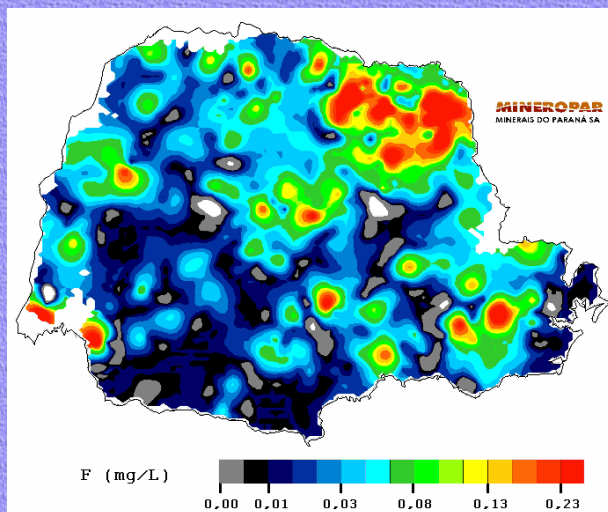 MINEROPAR
MINERAIS DO PARANÁ SA
F (mg/L)
0,00 0,01 0,03 0,08 0,13 0,23